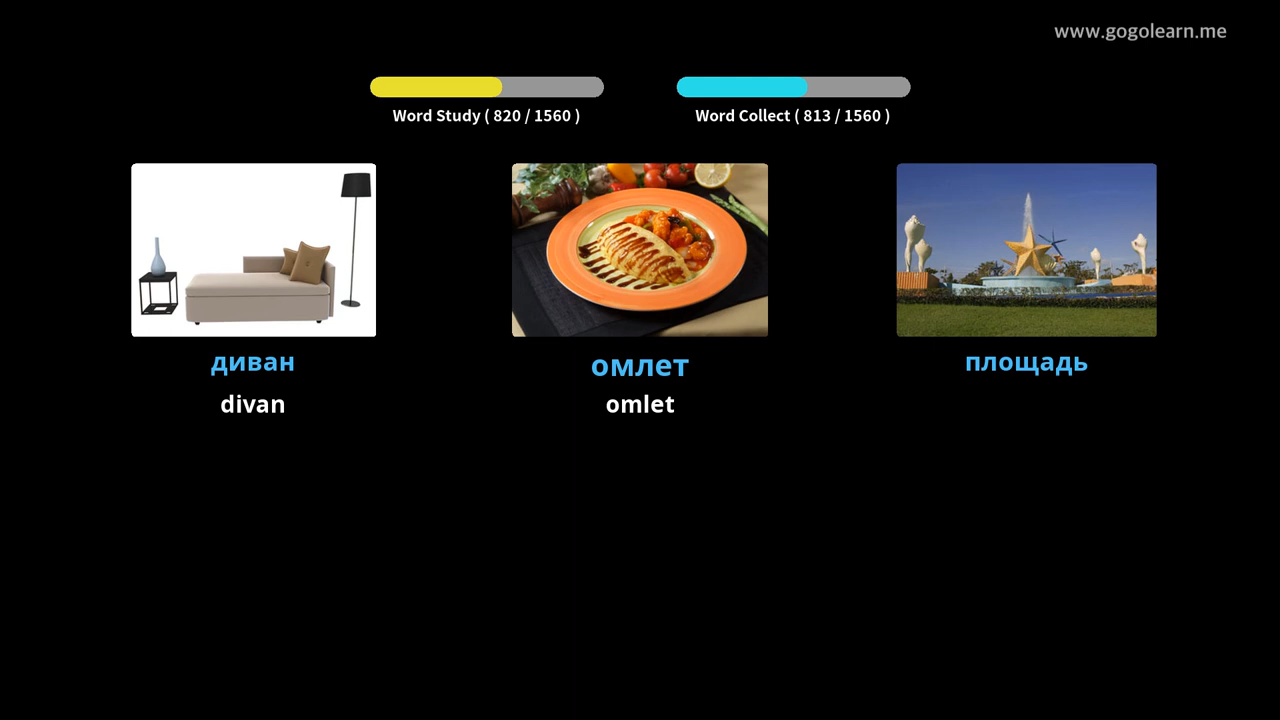 www.gogolearn.me
Word Study ( 820 / 1560 )
Word Collect ( 813 / 1560 )
диван
омлет
площадь
divan
omlet